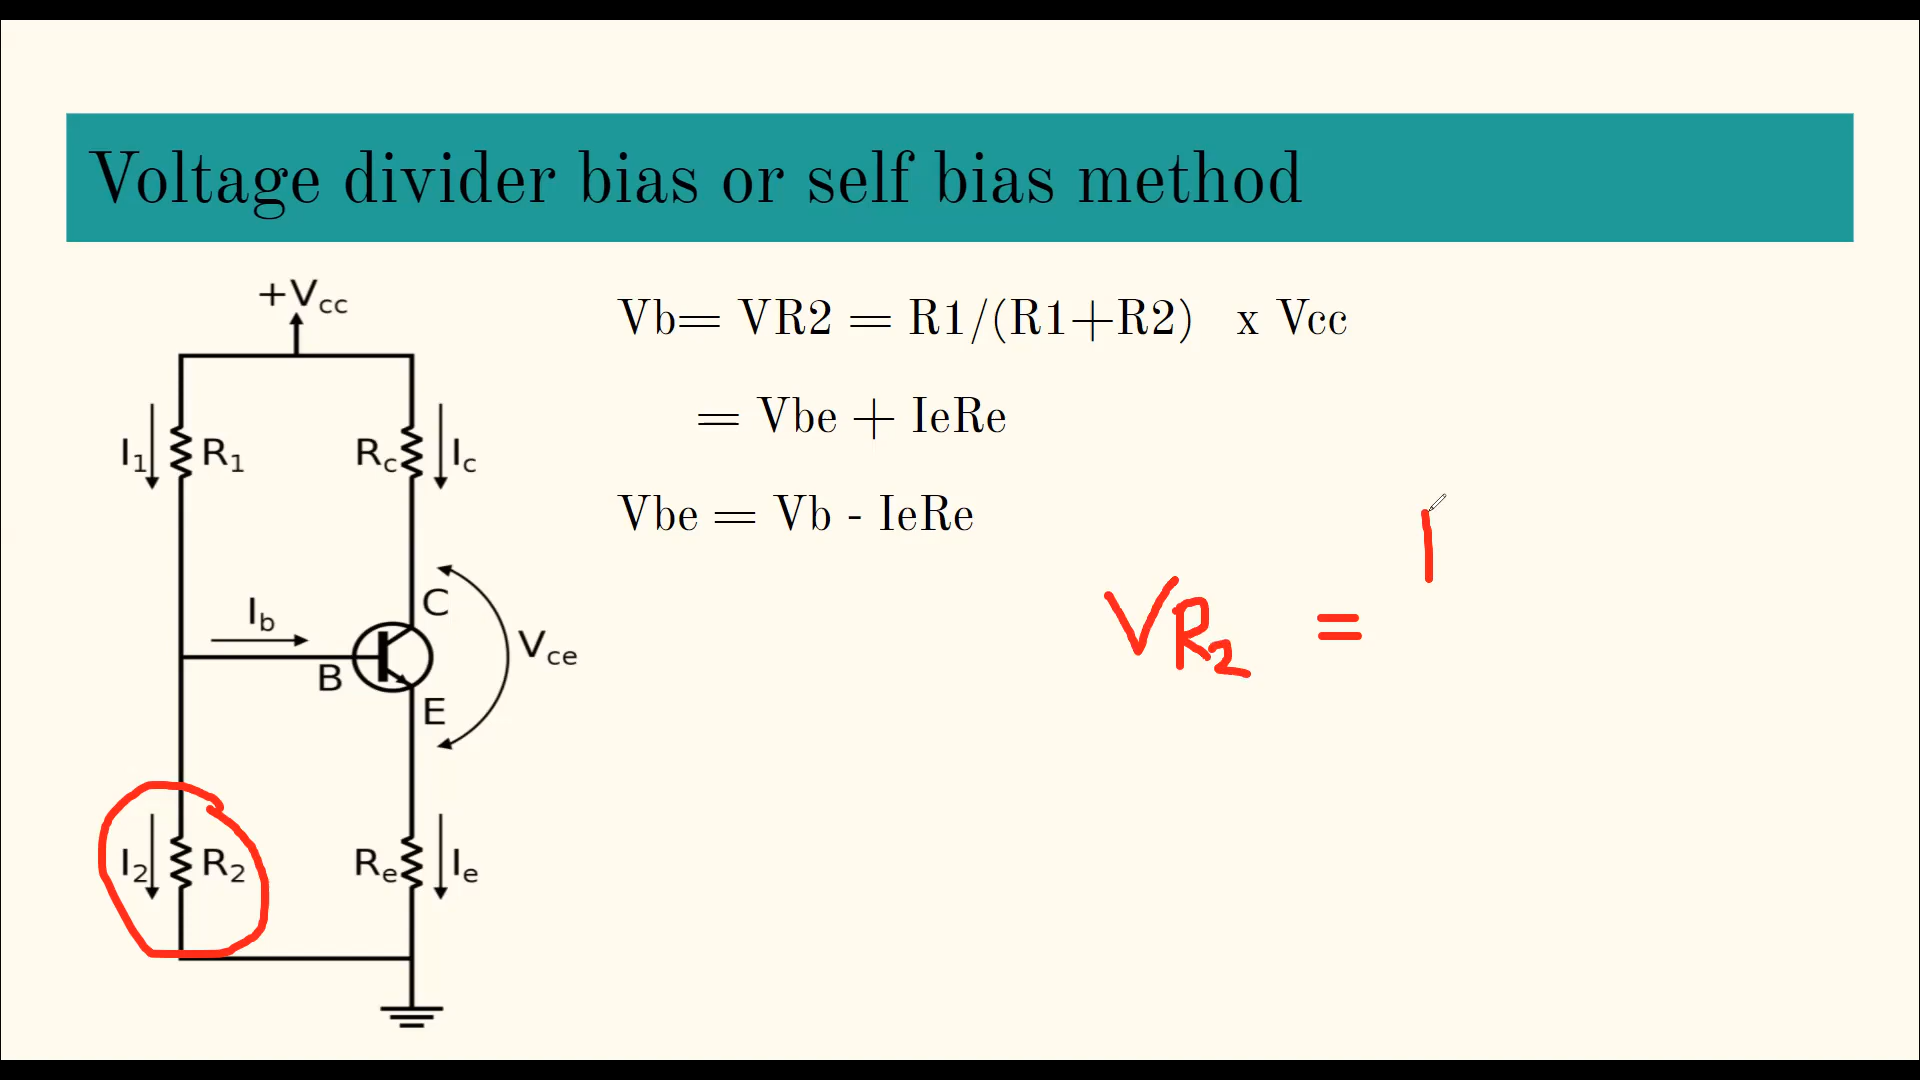 Voltage divider bias or self bias method
+Vcc
Vb= VR2 = R1/(R1+R2) x Vcc
= Vbe + IeRe
I1 R1 Rc Ic
Vbe = Vb - IeRe
C
Ib
VR2 =
Vce
B
E
I2 R2 Re Ie